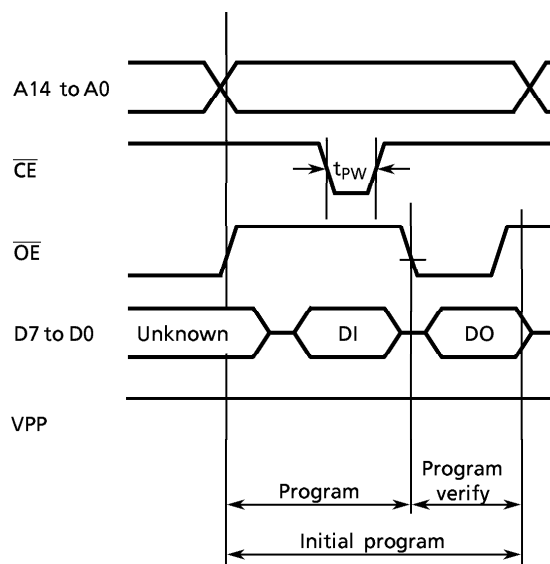 A14 to A0
CE
tPW
OE
D7 to D0
Unknown
DI
DO
VPP
Program
Program
verify
Initial program